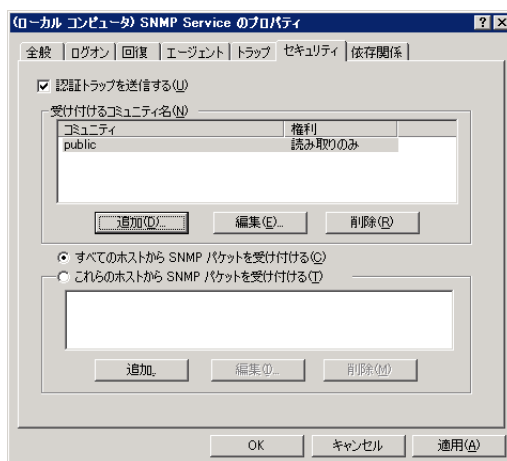 (ローカル コンピュータ) SNMP Service のプロパティ
全般 ログオン 回復 エージェント トラップ セキュリティ 依存関係
認証トラップを送信する(U)
受け付けるコミュニティ名(N)
コミュニティ 権利
public 読み取りのみ
追加(D)... 編集(E)... 削除(R)
すべてのホストから SNMP パケットを受け付ける(C)
これらのホストから SNMP パケットを受け付ける(T)
追加... 編集(I)... 削除(M)
OK キャンセル 適用(A)